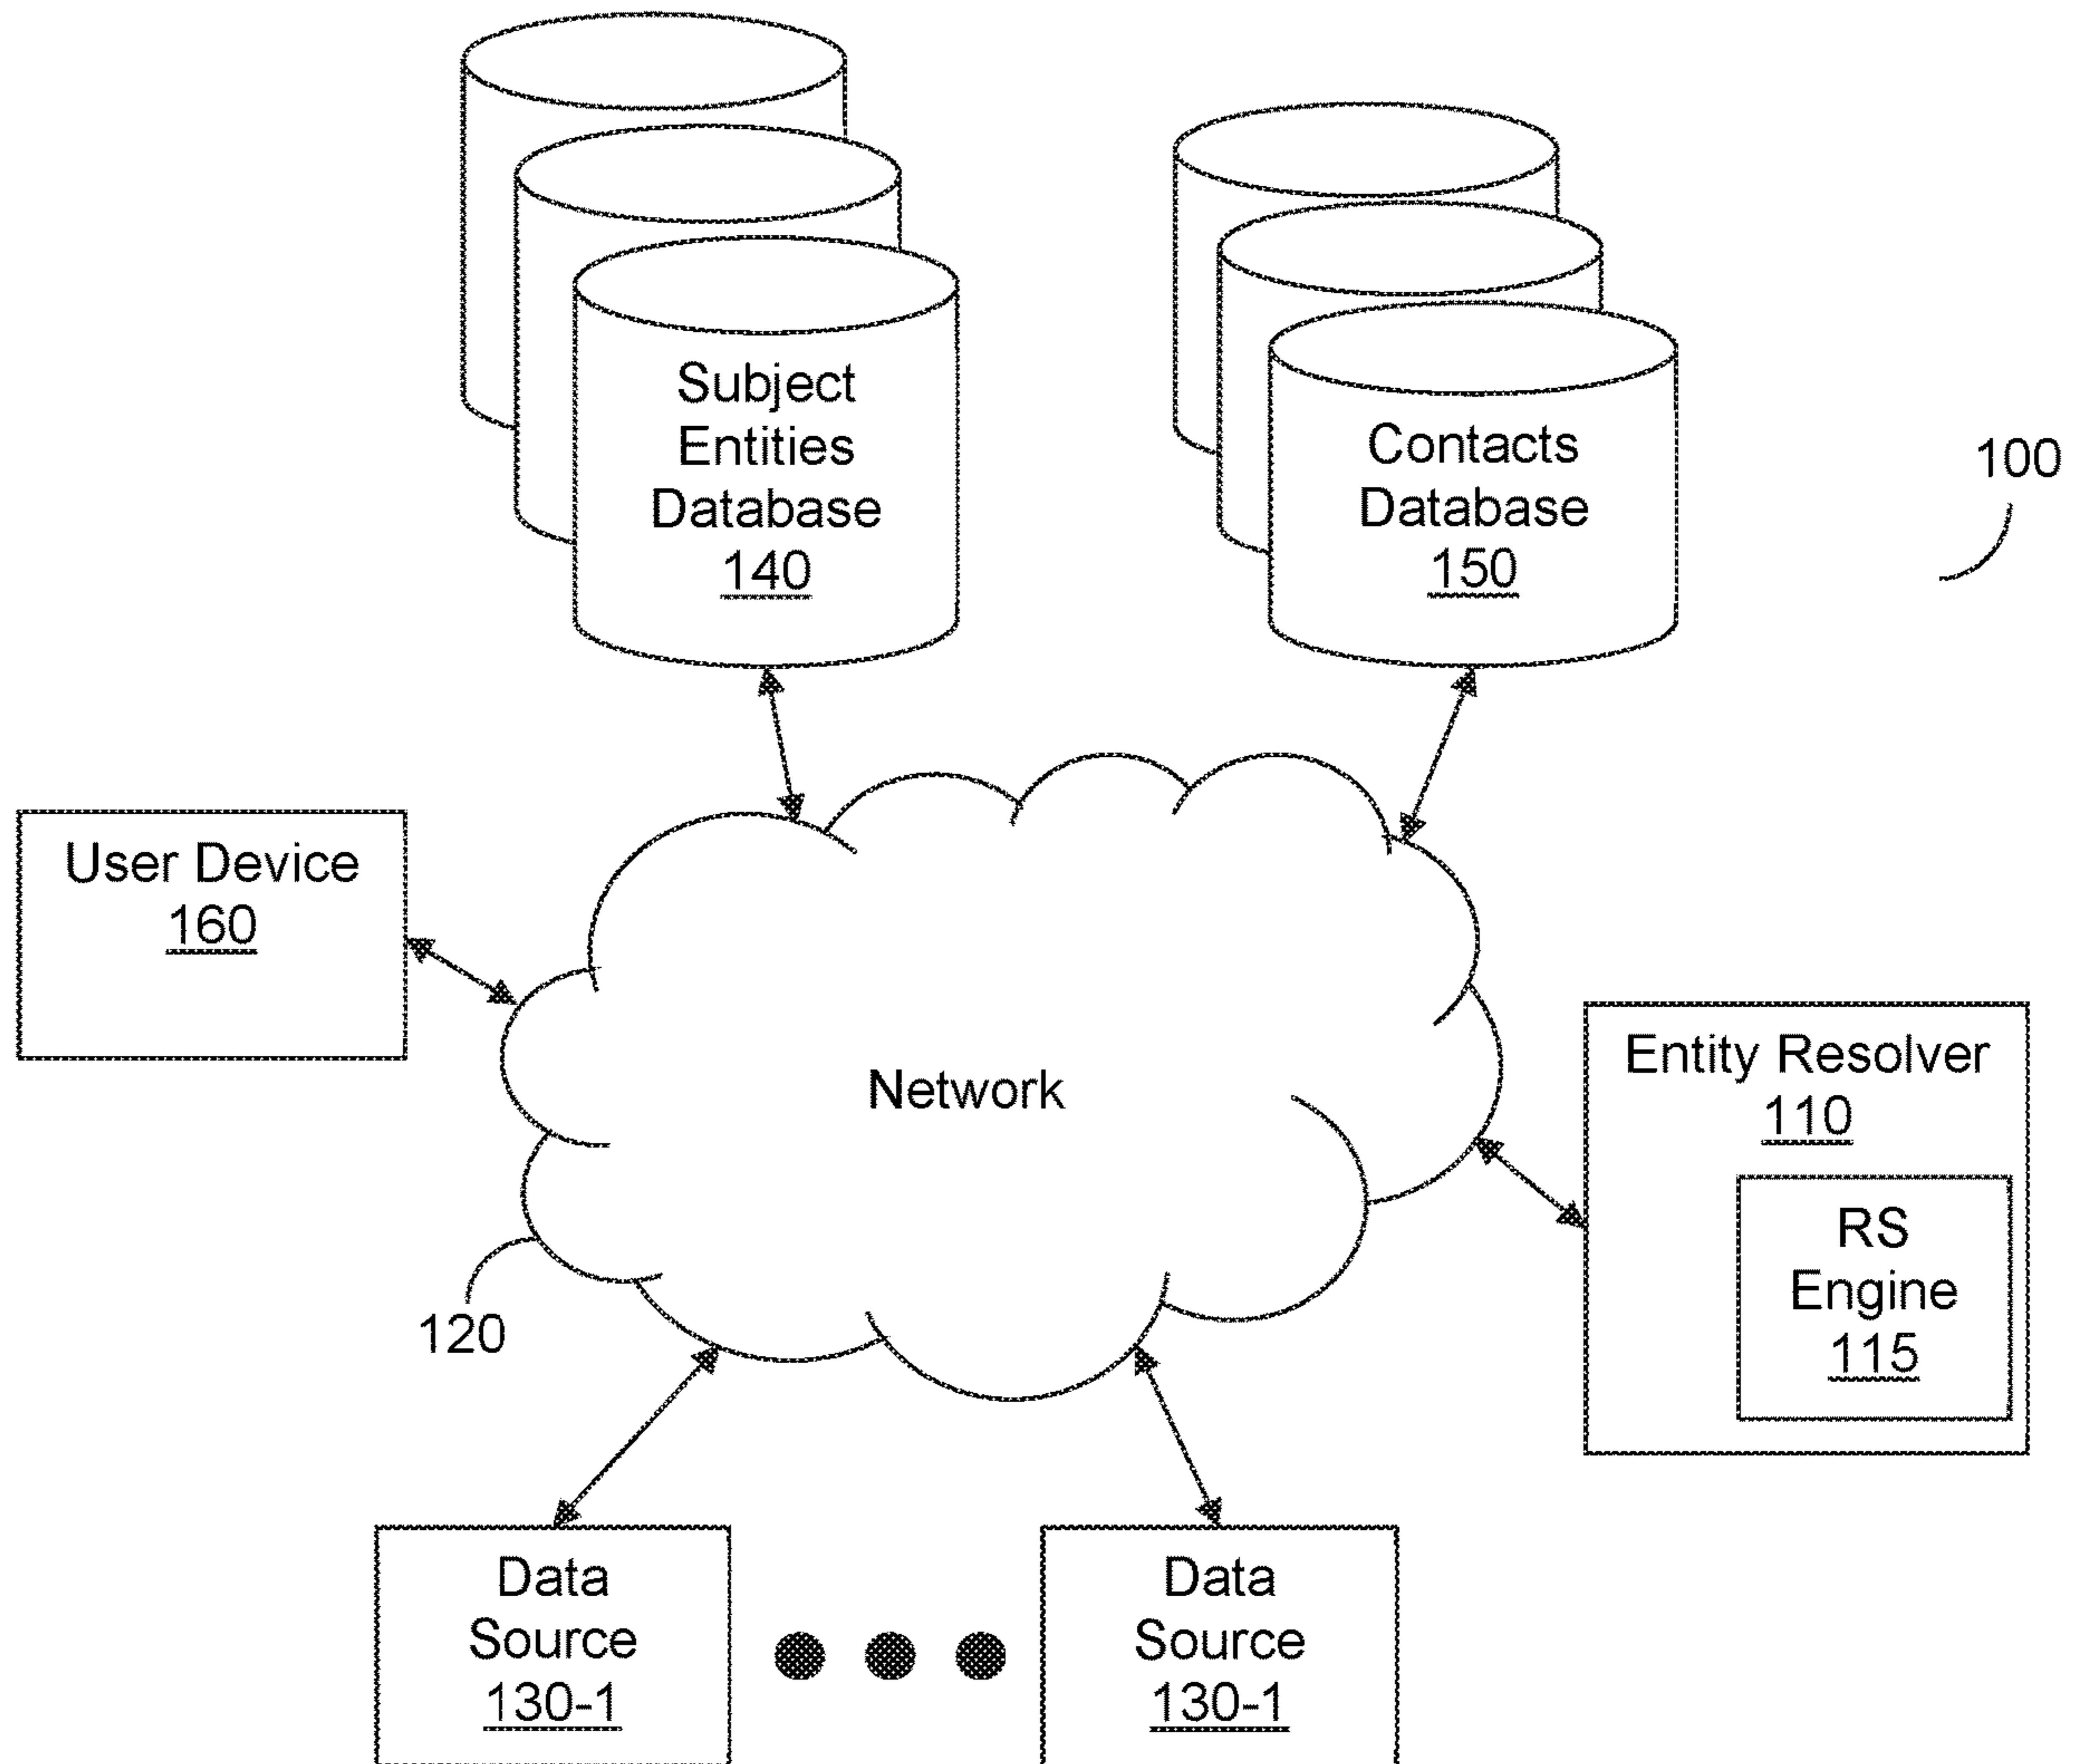 Subject
Entities
Database
140
Contacts
Database
150
100
User Device
160
Network
Entity Resolver
110
RS
Engine
115
120
Data
Source
130-1
Data
Source
130-1